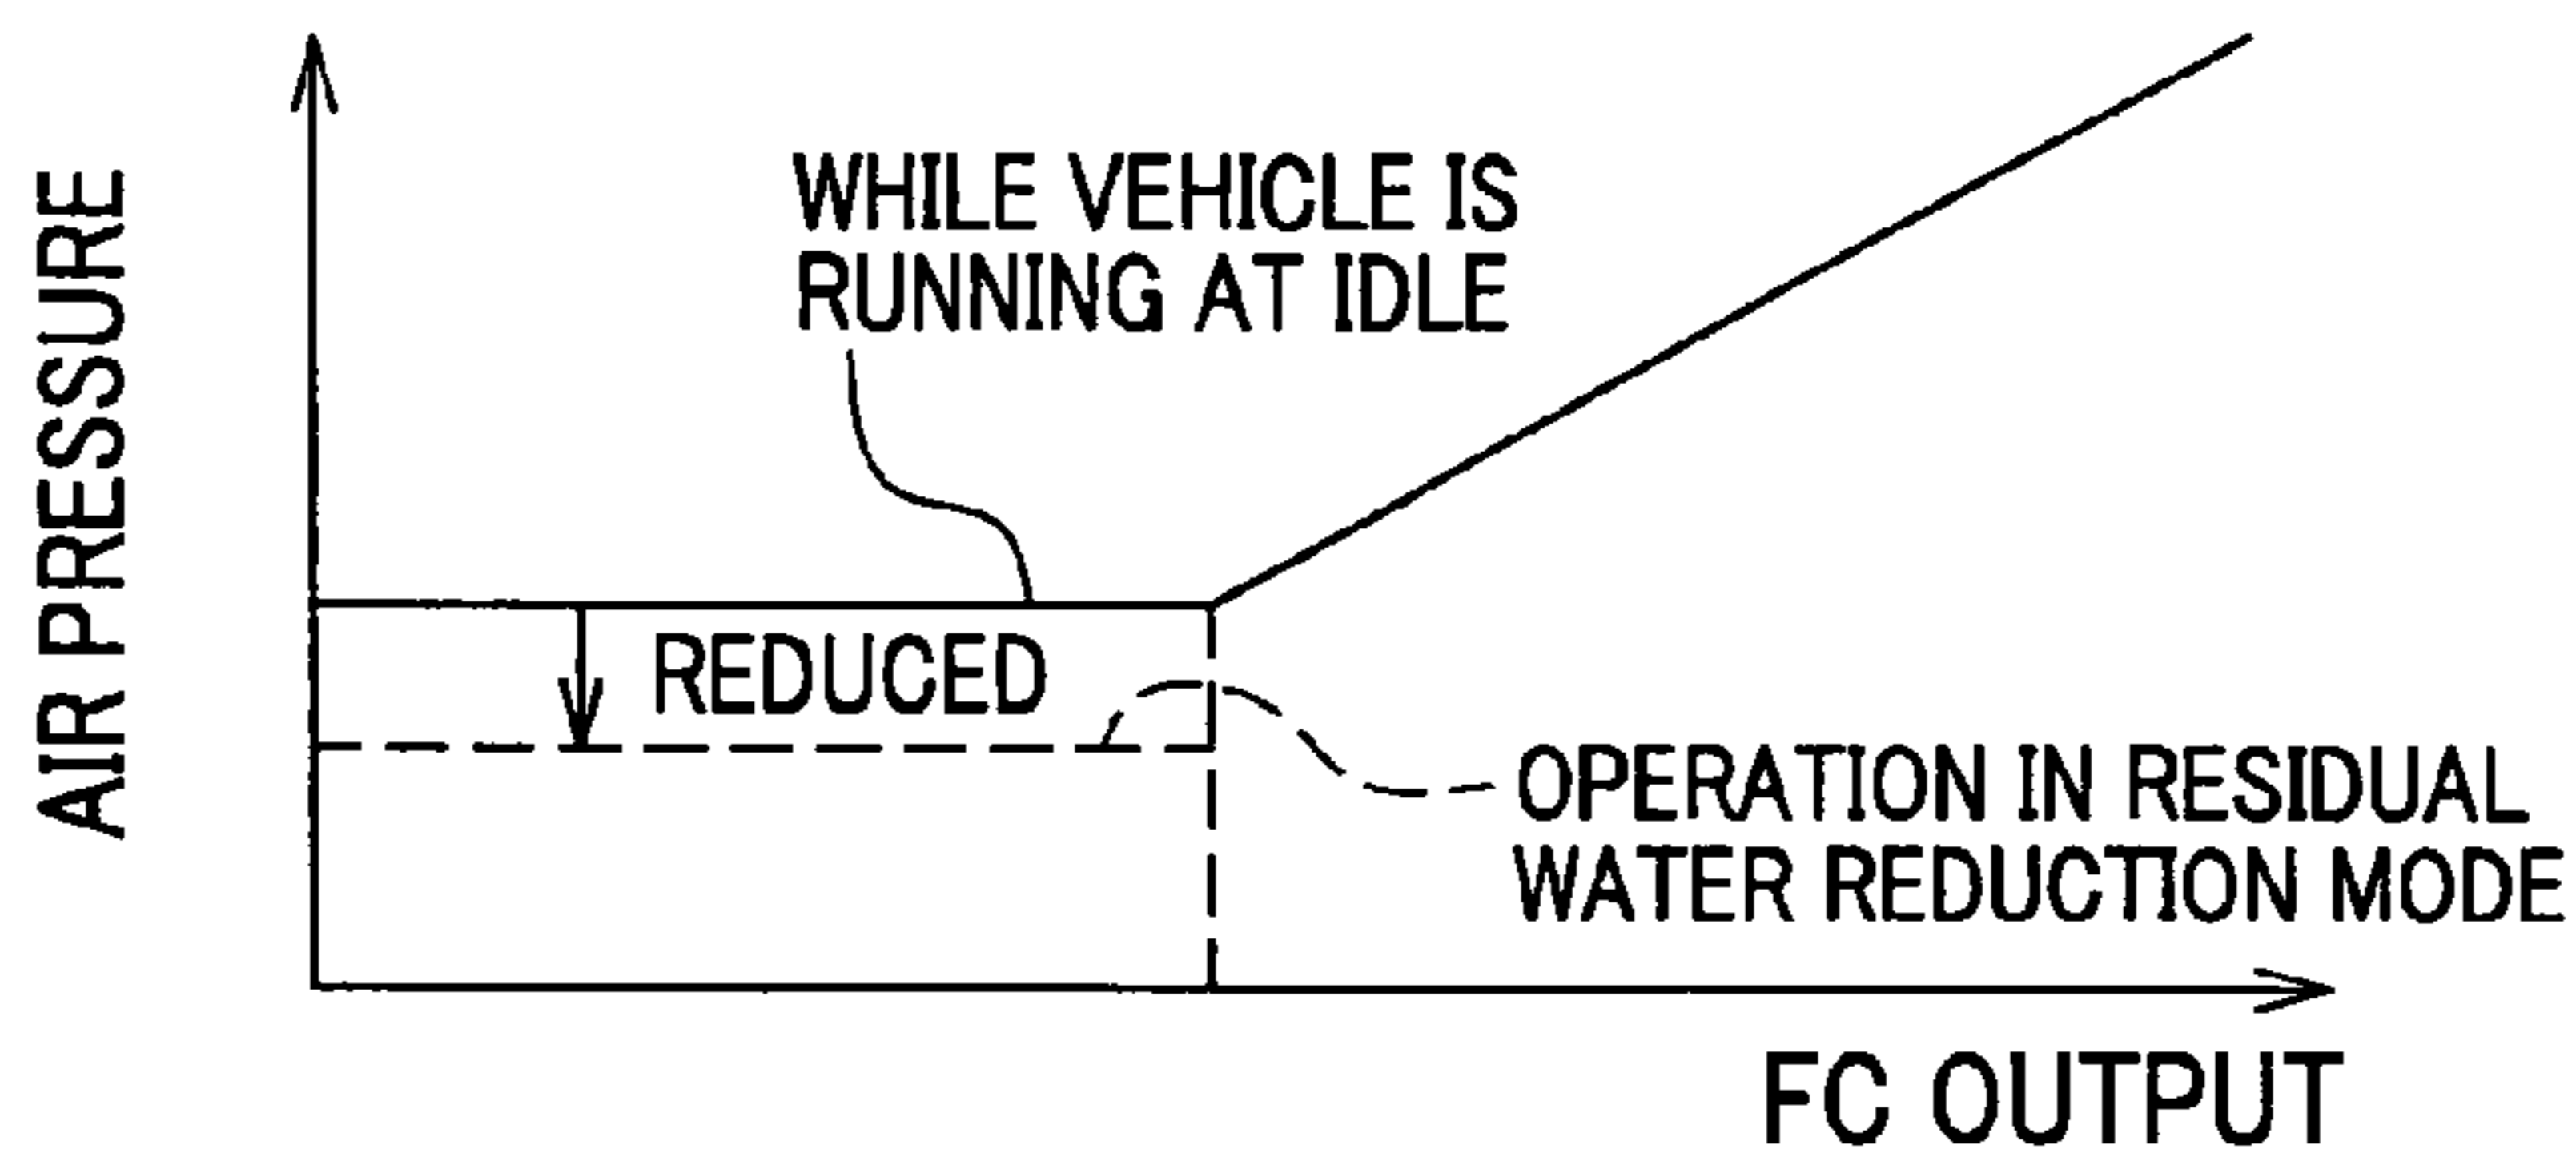 AIR PRESSURE
WHILE VEHICLE IS
RUNNING AT IDLE
REDUCED
OPERATION IN RESIDUAL
WATER REDUCTION MODE
FC OUTPUT